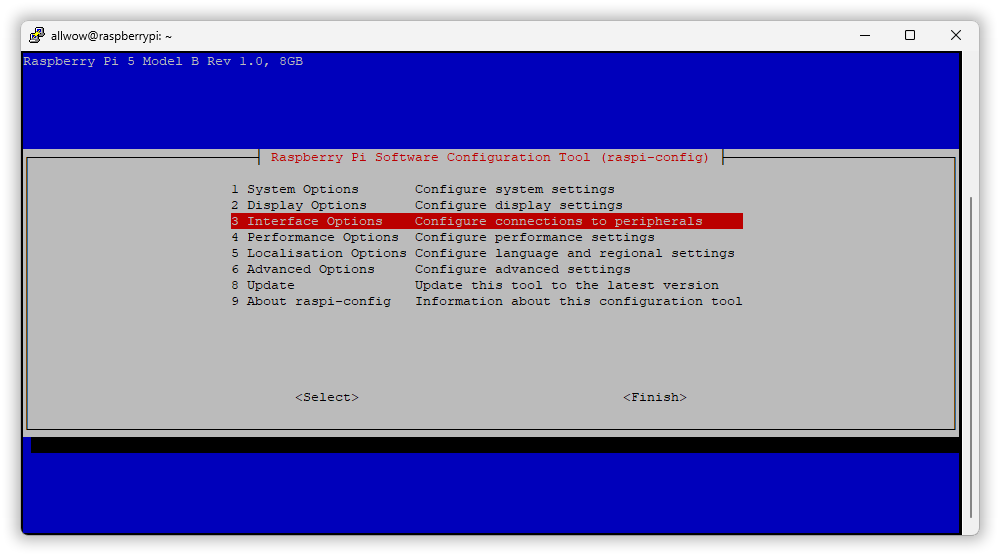 allwow@raspberrypi: ~
Raspberry Pi 5 Model B Rev 1.0, 8GB
Raspberry Pi Software Configuration Tool (raspi-config)
1 System Options Configure system settings
2 Display Options Configure display settings
3 Interface Options Configure connections to peripherals
4 Performance Options Configure performance settings
5 Localisation Options Configure language and regional settings
6 Advanced Options Configure advanced settings
8 Update Update this tool to the latest version
9 About raspi-config Information about this configuration tool
<Select> <Finish>